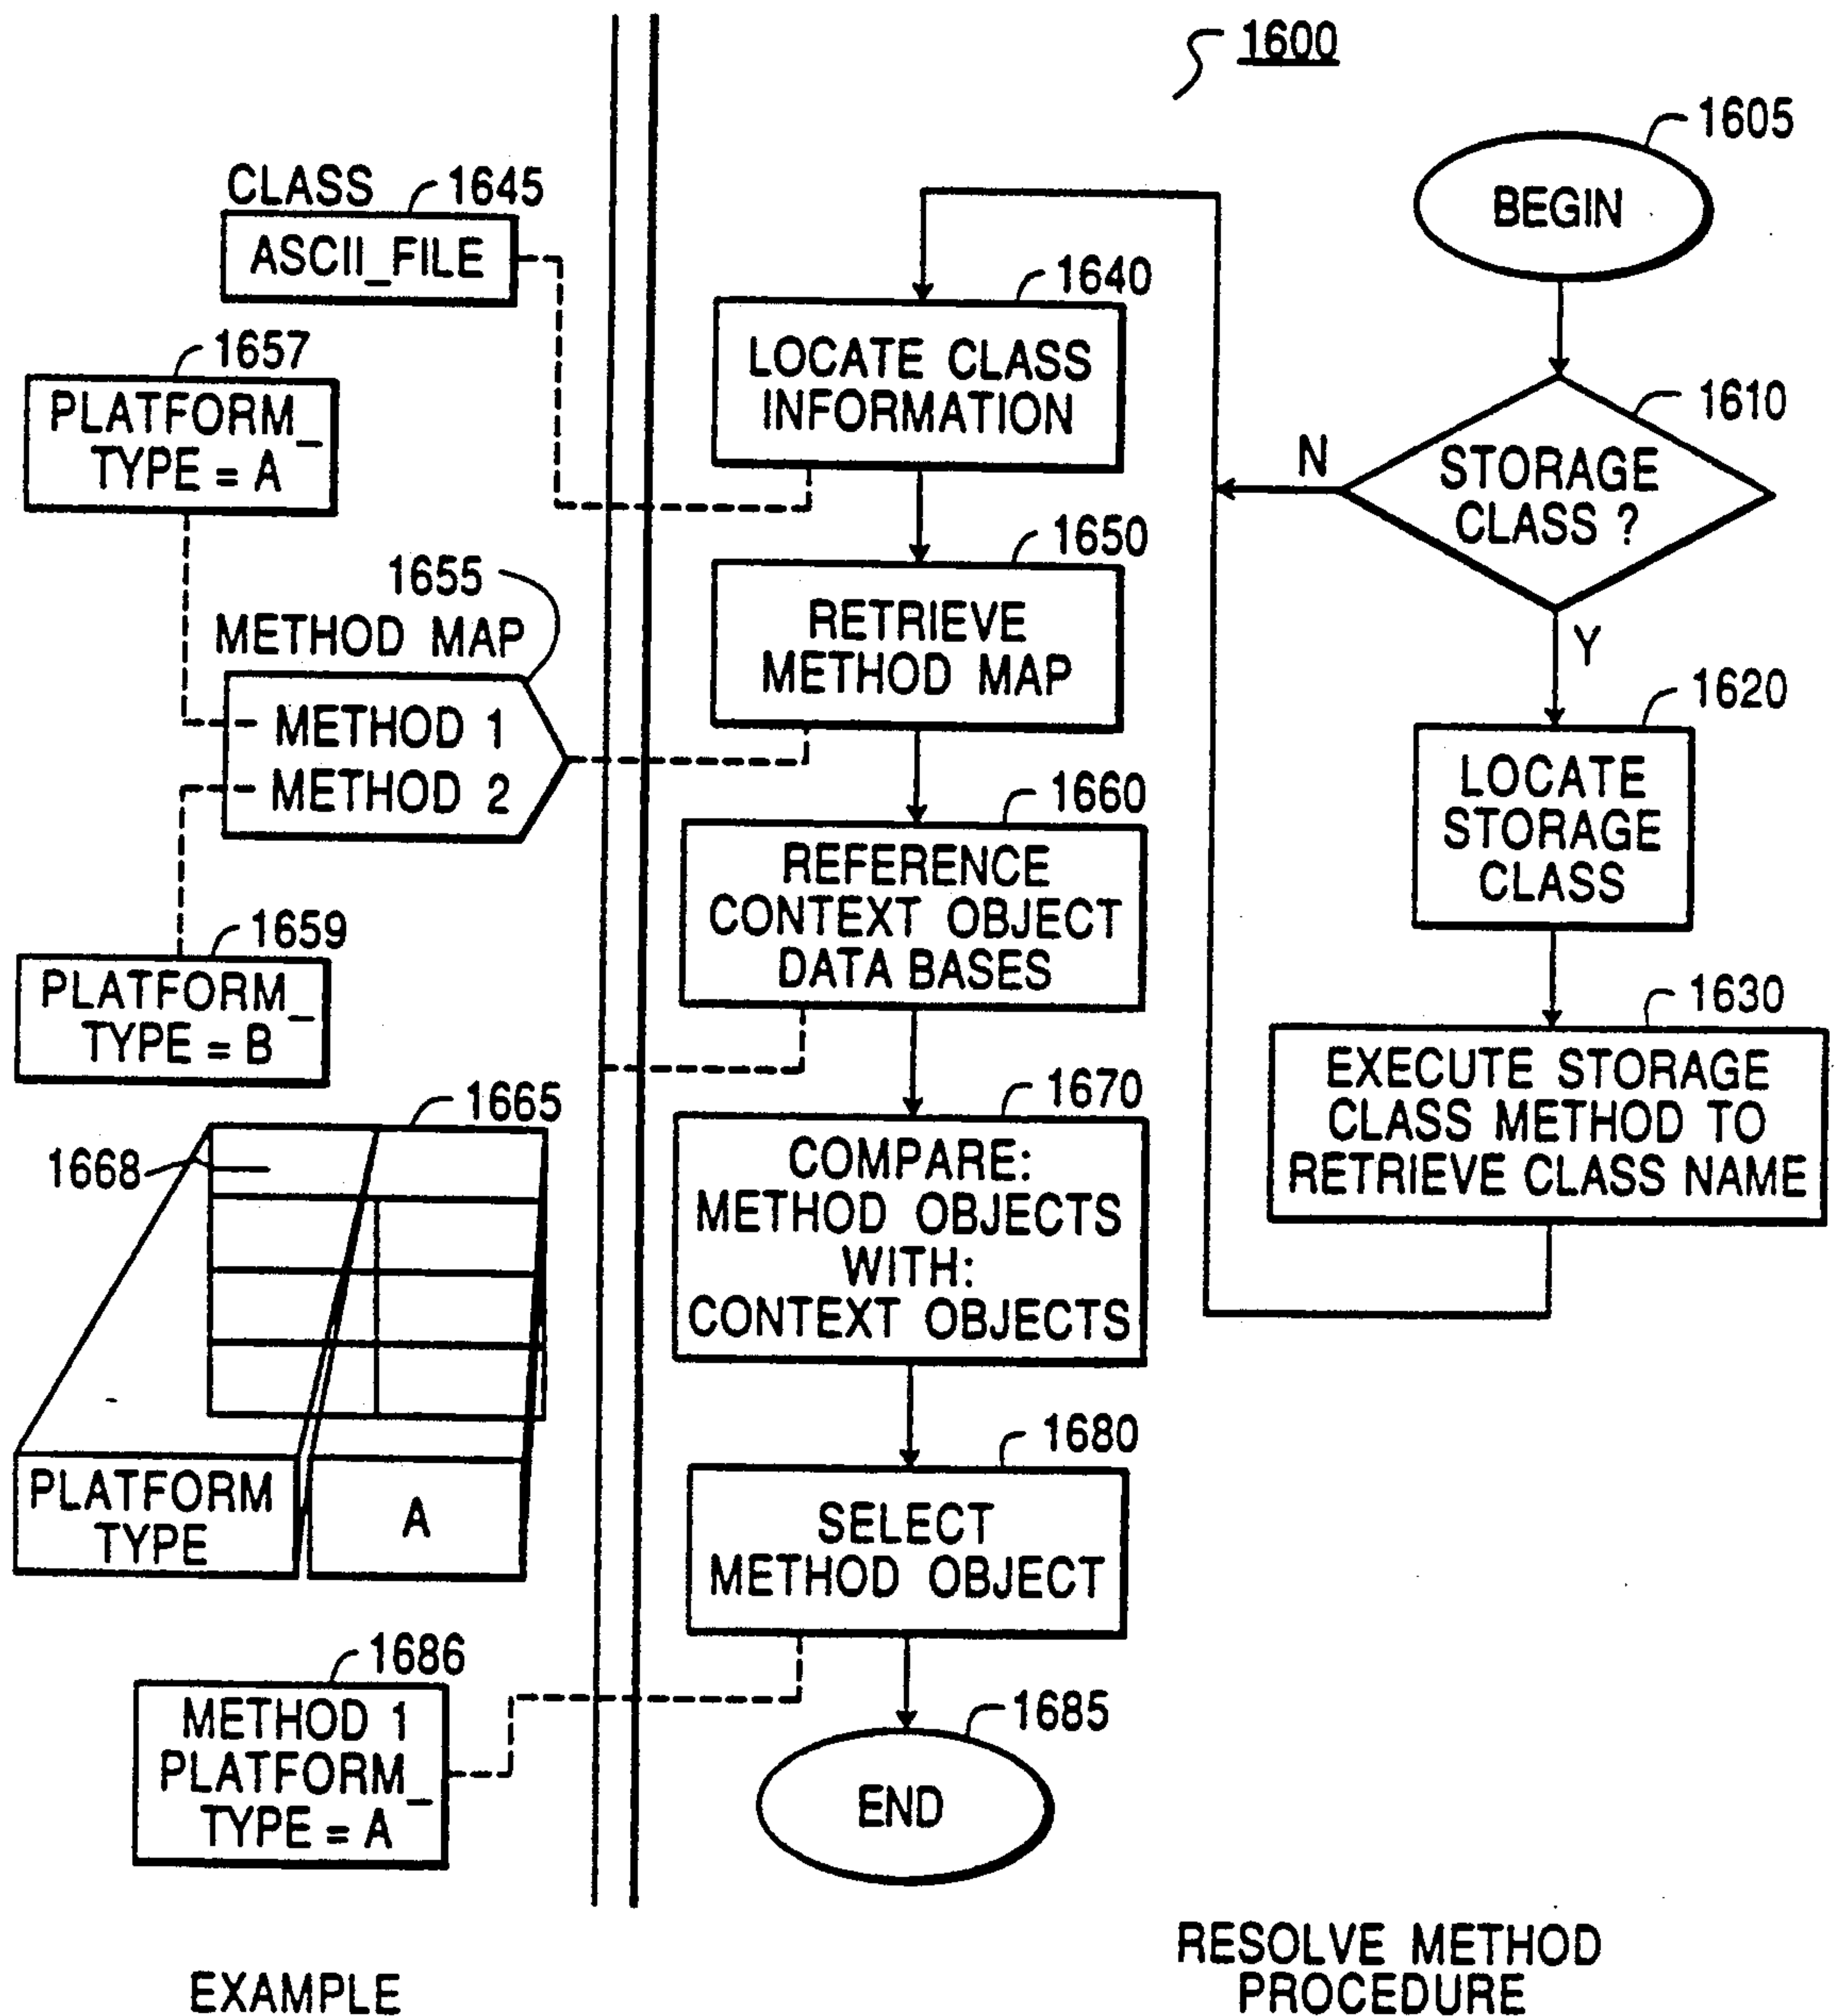 1600
1605
BEGIN
1610
STORAGE
CLASS ?
N
Y
1620
LOCATE
STORAGE
CLASS
1630
EXECUTE STORAGE
CLASS METHOD TO
RETRIEVE CLASS NAME
1640
LOCATE CLASS
INFORMATION
1650
RETRIEVE
METHOD MAP
1660
REFERENCE
CONTEXT OBJECT
DATA BASES
1670
COMPARE:
METHOD OBJECTS
WITH:
CONTEXT OBJECTS
1680
SELECT
METHOD OBJECT
1685
END
CLASS
1645
ASCII_FILE
1657
PLATFORM_
TYPE = A
1655
METHOD MAP
METHOD 1
METHOD 2
1659
PLATFORM_
TYPE = B
1665
1668
PLATFORM
TYPE
A
1686
METHOD 1
PLATFORM_
TYPE = A
EXAMPLE
RESOLVE METHOD
PROCEDURE